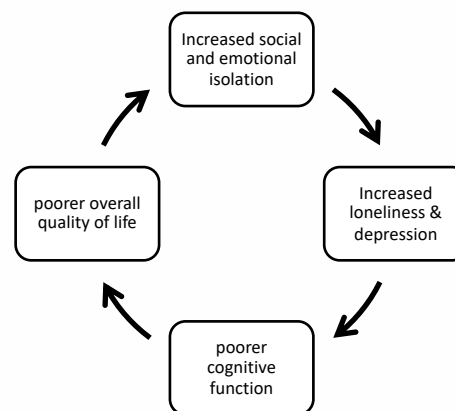 Increased social
and emotional
isolation
Increased
loneliness &
depression
poorer
cognitive
function
poorer overall
quality of life